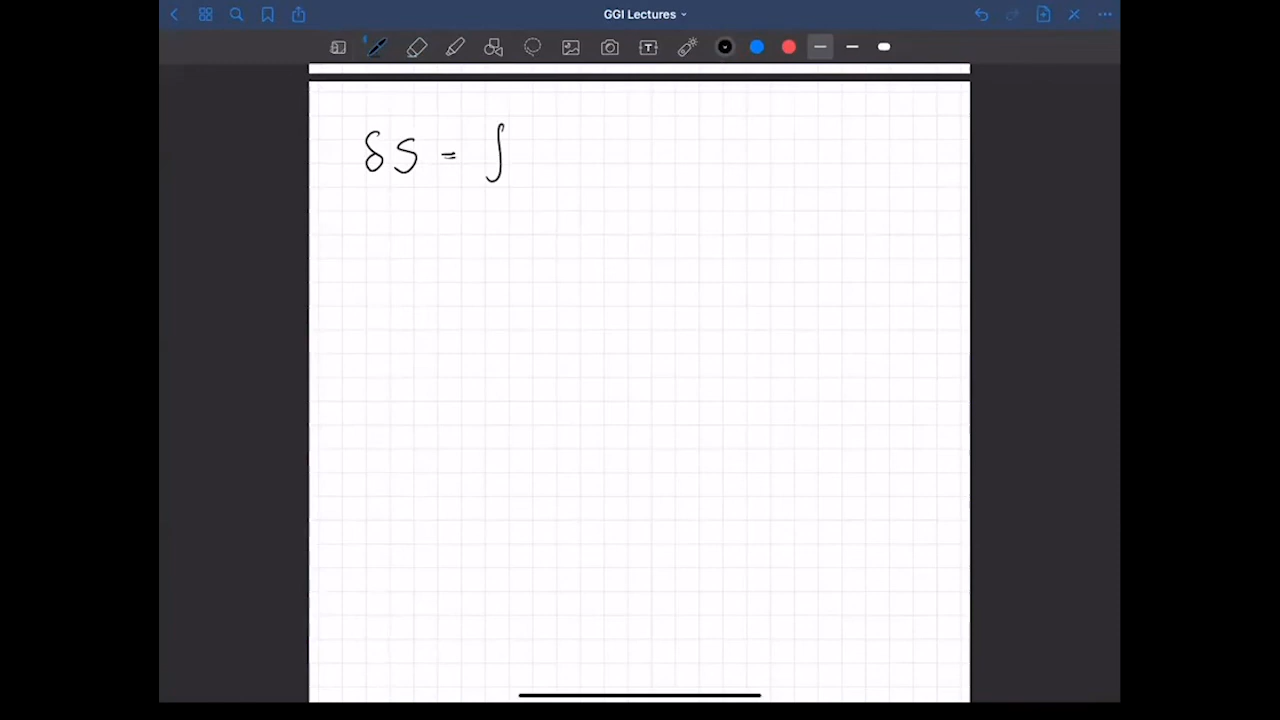 GGI Lectures
δS = ∫